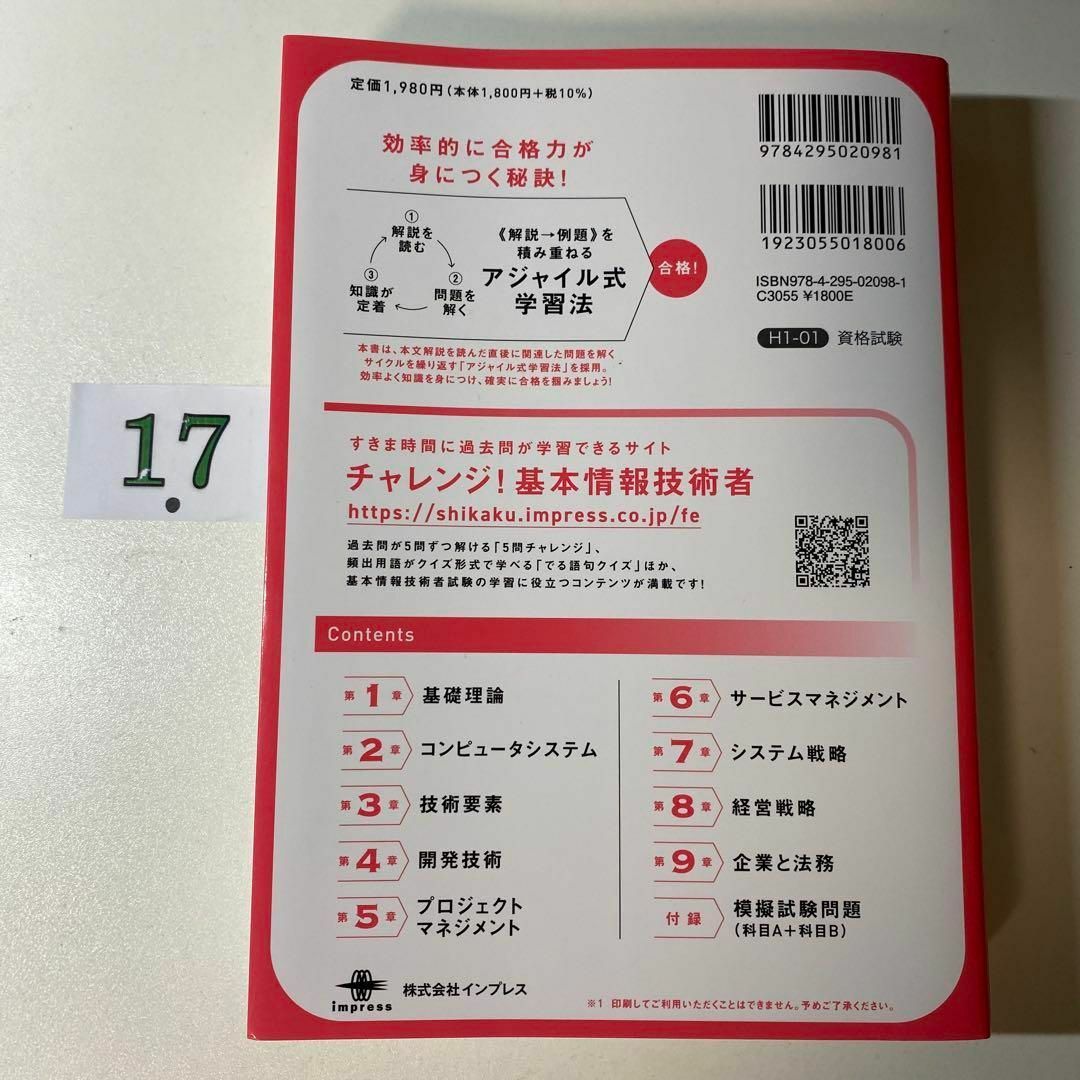 定価1,980円(本体1,800円+税10%)
9784295020981
1923055018006
ISBN978-4-295-02098-1
C3055 ¥1800E
H1-01 資格試験
効率的に合格力が
身につく秘訣!
①
解説を
読む
②
問題を
解く
③
知識が
定着
《解説→例題》を
積み重ねる
アジャイル式
学習法
合格!
本書は、本文解説を読んだ直後に関連した問題を解く
サイクルを繰り返す「アジャイル式学習法」を採用。
効率よく知識を身につけ、確実に合格を掴みましょう!
17
すきま時間に過去問が学習できるサイト
チャレンジ!基本情報技術者
https://shikaku.impress.co.jp/fe
過去問が5問ずつ解ける「5問チャレンジ」、
頻出用語がクイズ形式で学べる「でる語句クイズ」ほか、
基本情報技術者試験の学習に役立つコンテンツが満載です!
Contents
第1章 基礎理論
第2章 コンピュータシステム
第3章 技術要素
第4章 開発技術
第5章 プロジェクト
マネジメント
第6章 サービスマネジメント
第7章 システム戦略
第8章 経営戦略
第9章 企業と法務
付録 模擬試験問題
(科目A+科目B)
impress
株式会社インプレス
※1 印刷してご利用いただくことはできません。予めご了承ください。